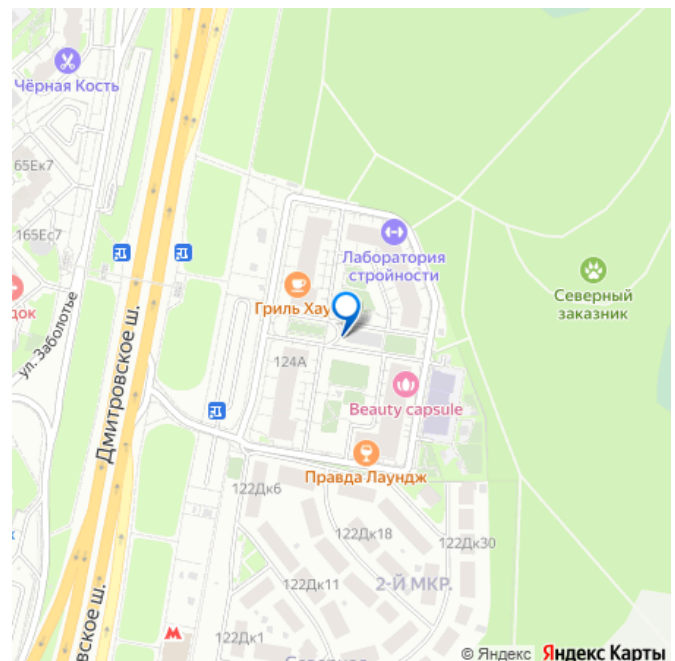 Чёрная Кость
65Ек7
165Ес7
док
ул. Заболотье
Дмитровское ш.
Лаборатория
стройности
Гриль Хау
Северный
заказник
124А
Beauty capsule
Правда Лаундж
122Дк6
122Дк18
122Дк30
122Дк11
2-Й МКР.
122Дк1
вское ш.
© Яндекс Яндекс Карты